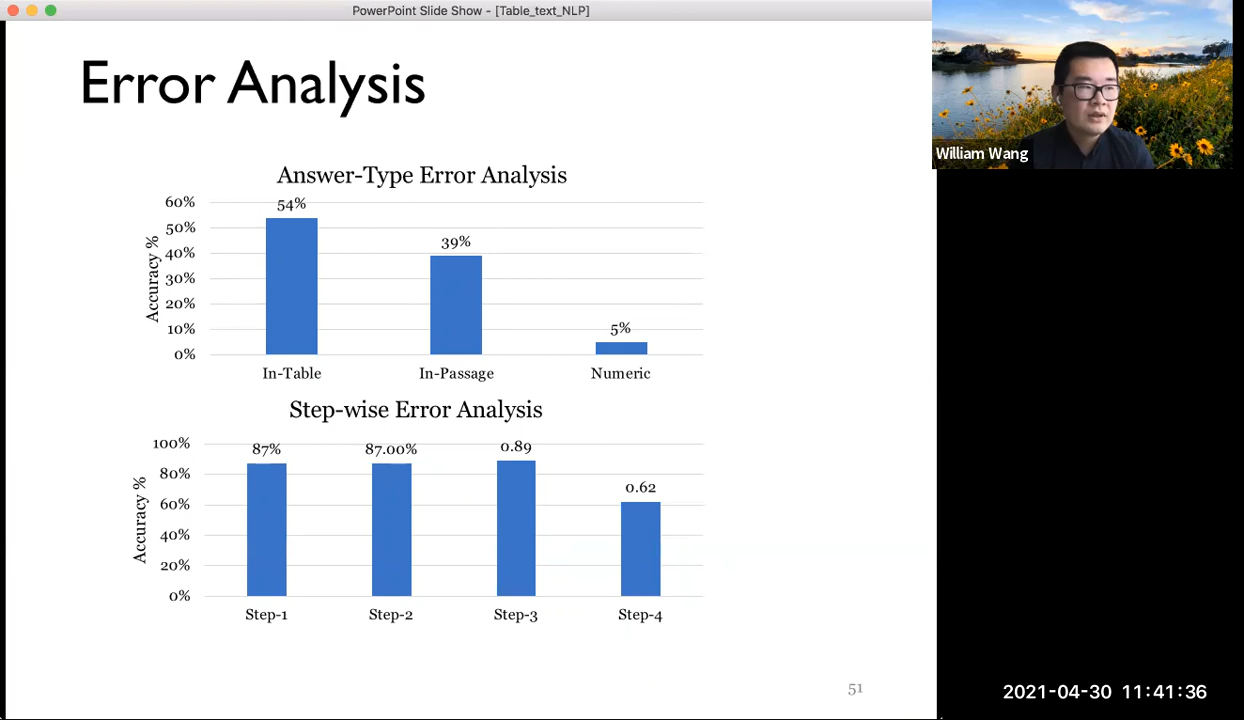 PowerPoint Slide Show - [Table_text_NLP]
Error Analysis
William Wang
Answer-Type Error Analysis
Accuracy %
60%
50%
40%
30%
20%
10%
0%
54%
39%
5%
In-Table In-Passage Numeric
Step-wise Error Analysis
Accuracy %
100%
80%
60%
40%
20%
0%
87% 87.00% 0.89 0.62
Step-1 Step-2 Step-3 Step-4
51
2021-04-30 11:41:36